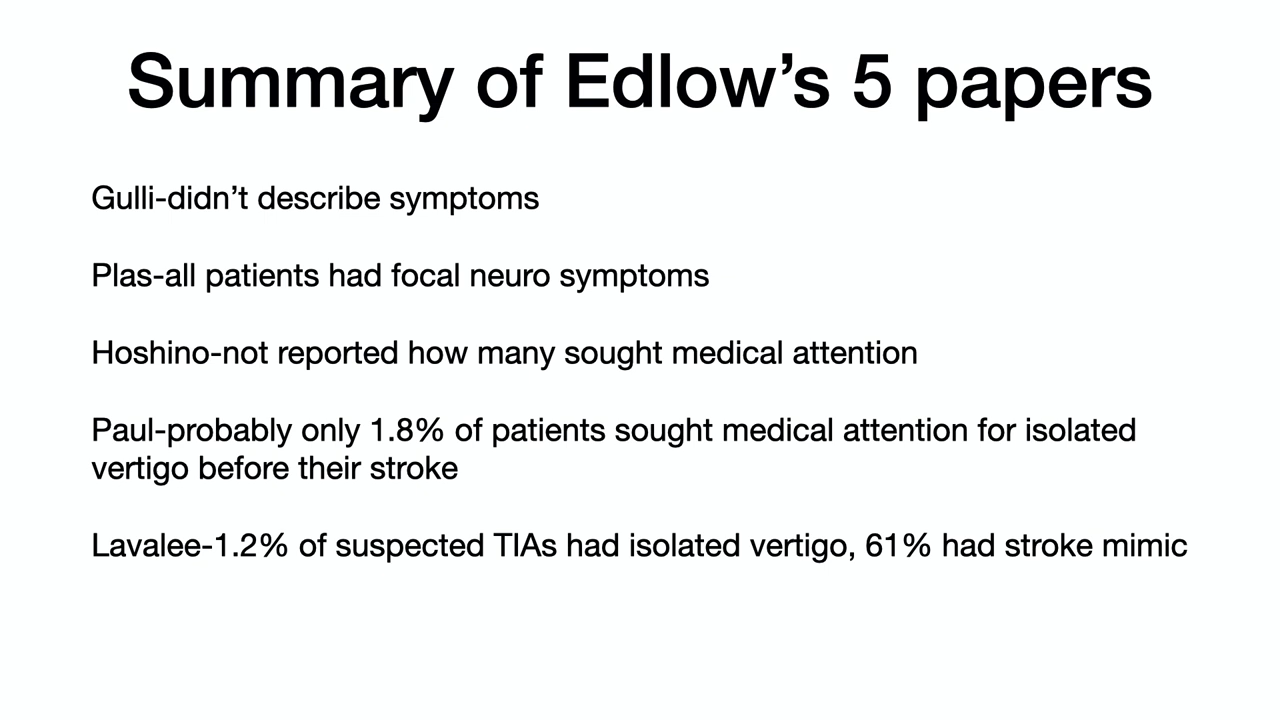 Summary of Edlow’s 5 papers
Gulli-didn’t describe symptoms
Plas-all patients had focal neuro symptoms
Hoshino-not reported how many sought medical attention
Paul-probably only 1.8% of patients sought medical attention for isolated
vertigo before their stroke
Lavalee-1.2% of suspected TIAs had isolated vertigo, 61% had stroke mimic